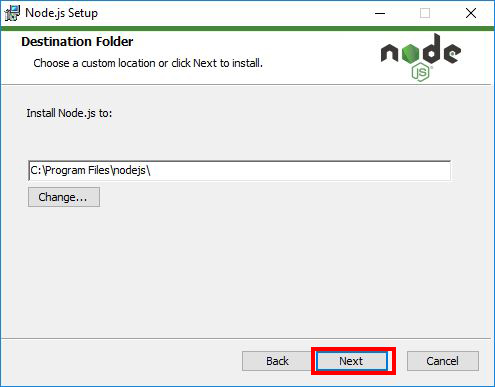 Node.js Setup
Destination Folder
Choose a custom location or click Next to install.
node
JS
Install Node.js to:
C:\Program Files\nodejs\
Change...
Back
Next
Cancel